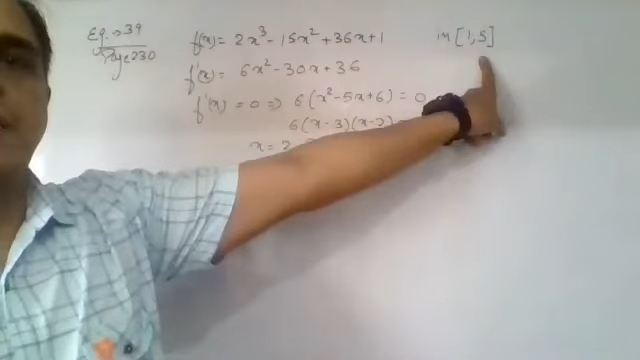 Eg. 39
Page 230
f(x) = 2x³ - 15x² + 36x + 1 in [1, 5]
f'(x) = 6x² - 30x + 36
f'(x) = 0 => 6(x² - 5x + 6) = 0
6(x - 3)(x - 2)
x = 2